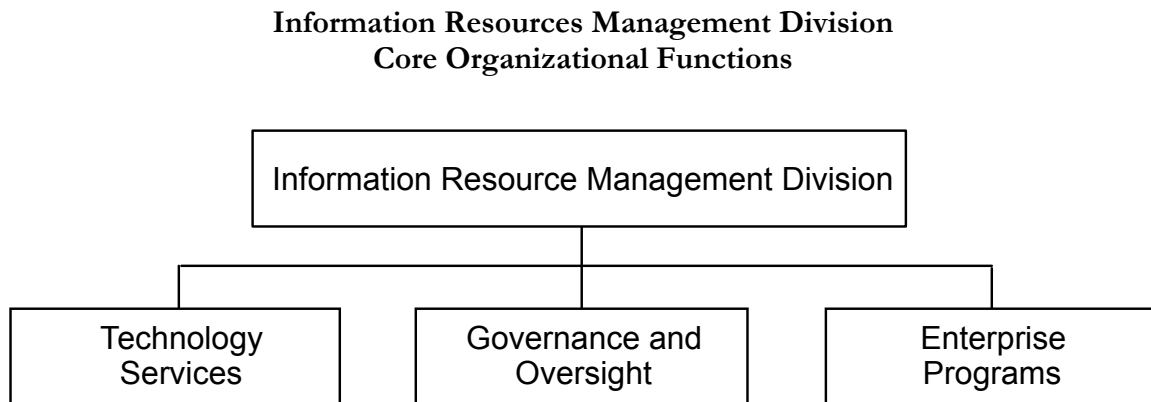 Information Resources Management Division
Core Organizational Functions
Information Resource Management Division
Technology
Services
Governance and
Oversight
Enterprise
Programs